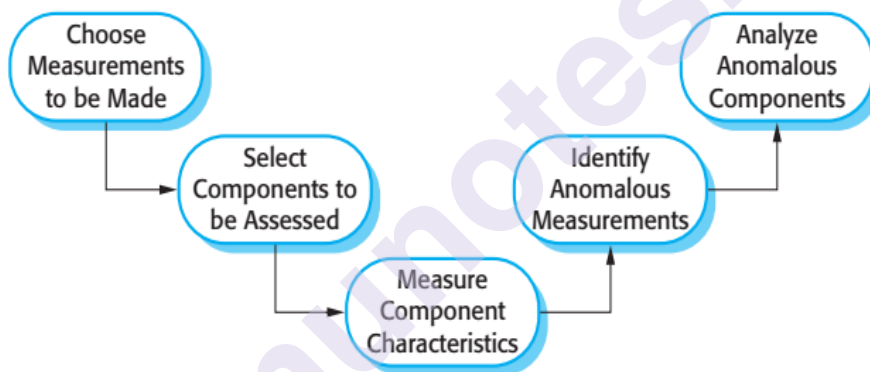 Choose
Measurements
to be Made
Select
Components to
be Assessed
Measure
Component
Characteristics
Identify
Anomalous
Measurements
Analyze
Anomalous
Components
munotes.